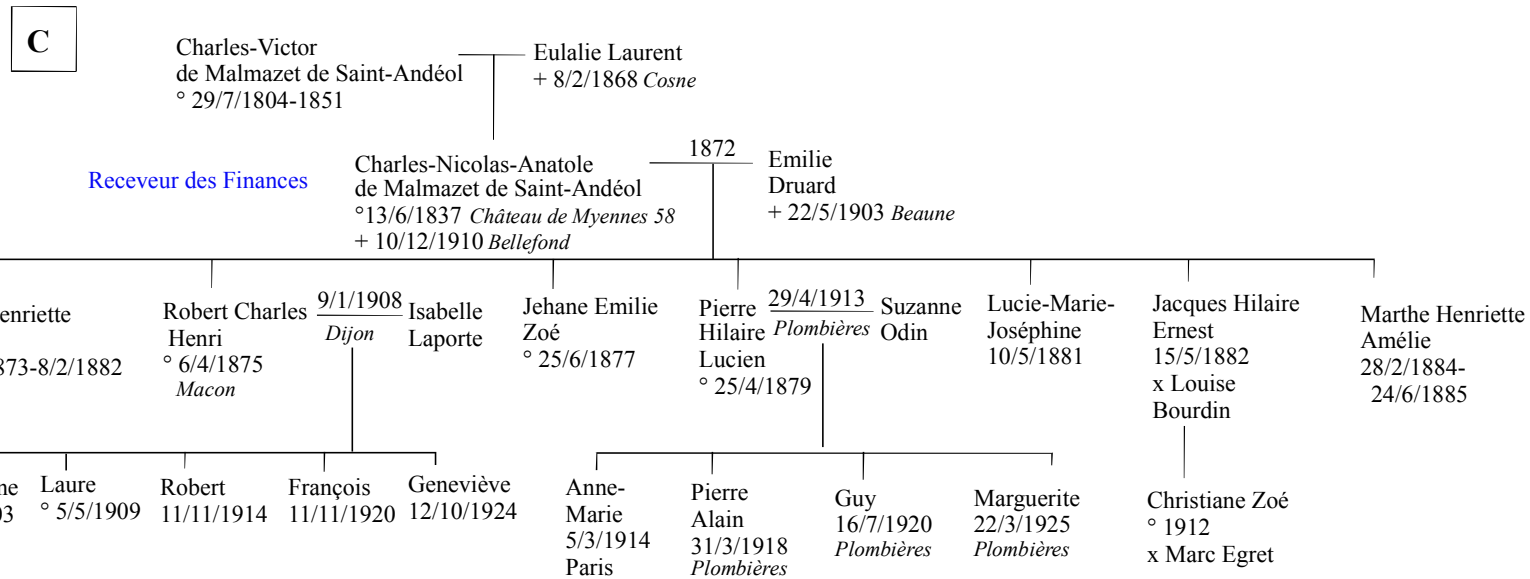 C
Charles-Victor
de Malmazet de Saint-Andéol
° 29/7/1804-1851
Eulalie Laurent
+ 8/2/1868 Cosne
Receveur des Finances
Charles-Nicolas-Anatole
de Malmazet de Saint-Andéol
°13/6/1837 Château de Myennes 58
+ 10/12/1910 Bellefond
1872
Emilie
Druard
+ 22/5/1903 Beaune
enriette
873-8/2/1882
Robert Charles
Henri
° 6/4/1875
Macon
9/1/1908
Dijon
Isabelle
Laporte
Jehane Emilie
Zoé
° 25/6/1877
Pierre
Hilaire
Lucien
° 25/4/1879
29/4/1913
Plombières
Suzanne
Odin
Lucie-Marie-
Joséphine
10/5/1881
Jacques Hilaire
Ernest
15/5/1882
x Louise
Bourdin
Marthe Henriette
Amélie
28/2/1884-
24/6/1885
ne
03
Laure
° 5/5/1909
Robert
11/11/1914
François
11/11/1920
Geneviève
12/10/1924
Anne-
Marie
5/3/1914
Paris
Pierre
Alain
31/3/1918
Plombières
Guy
16/7/1920
Plombières
Marguerite
22/3/1925
Plombières
Christiane Zoé
° 1912
x Marc Egret